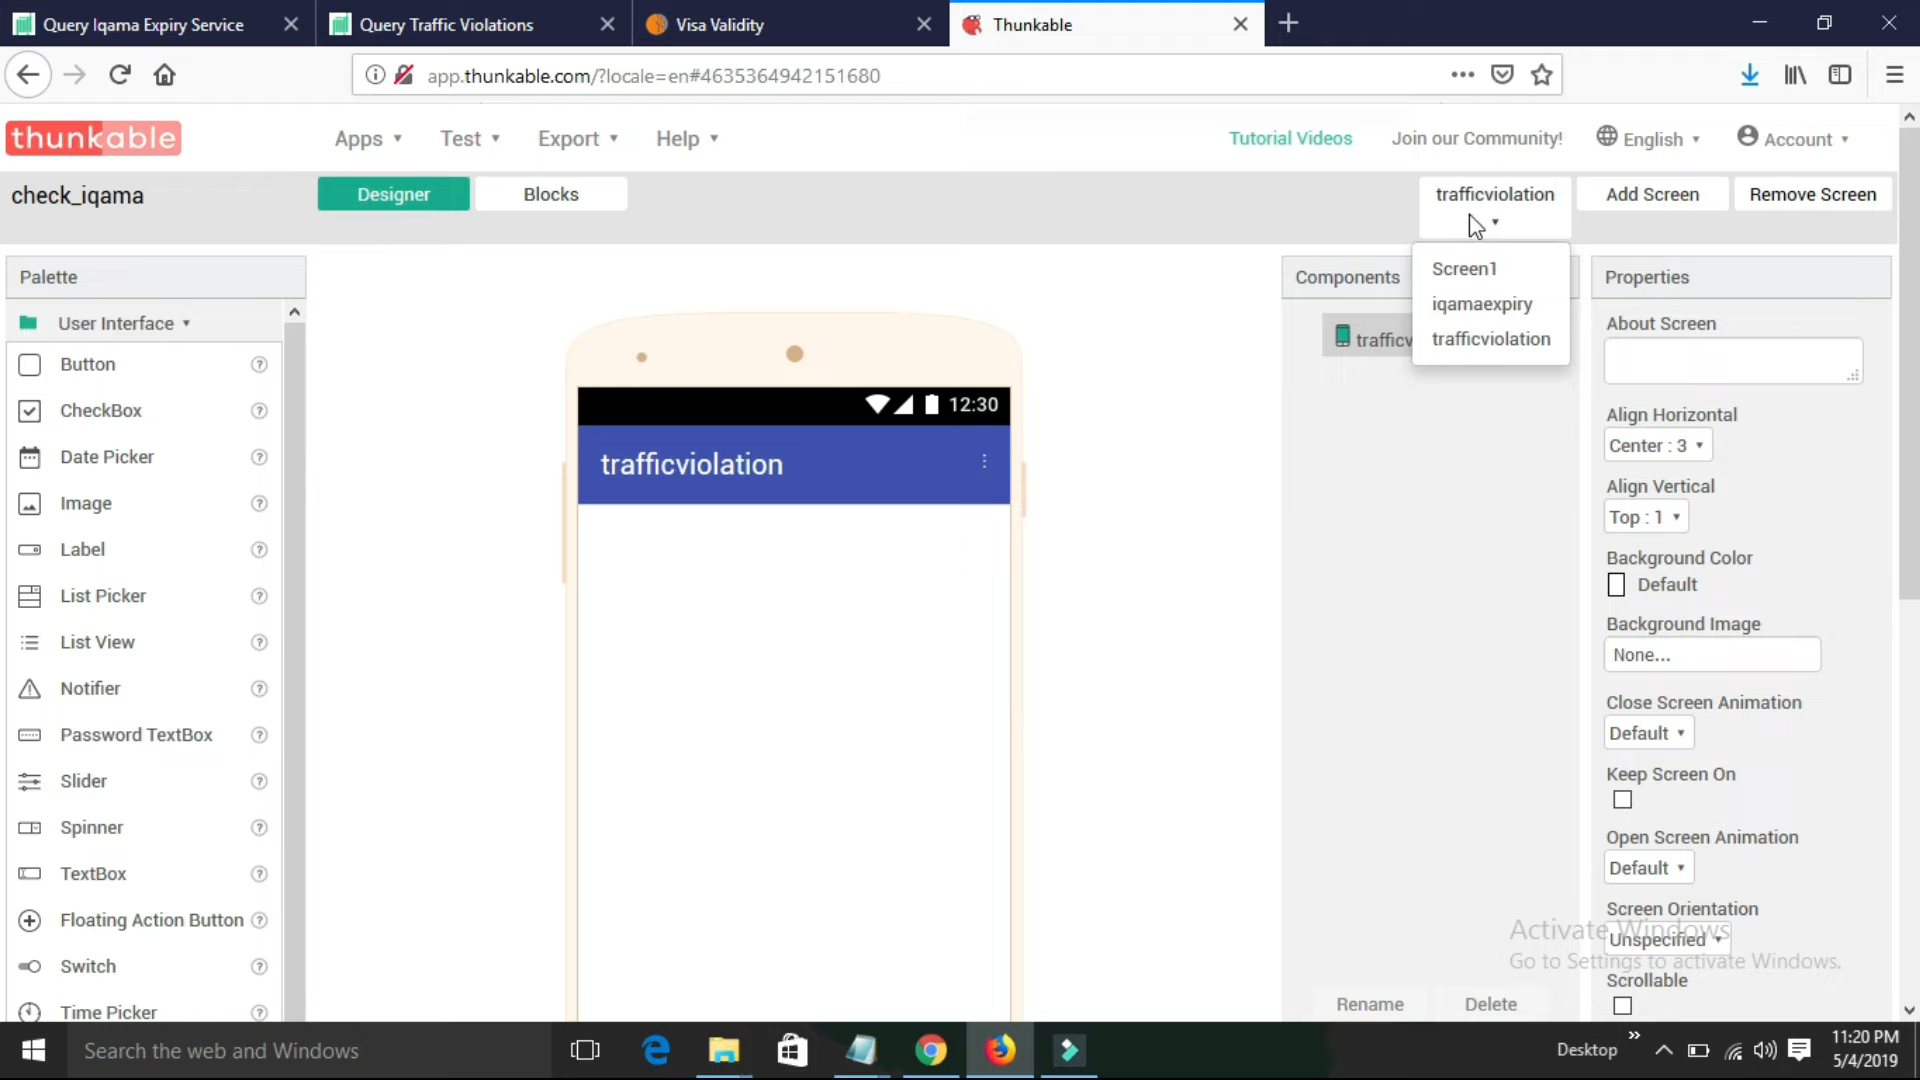 Query Iqama Expiry Service
Query Traffic Violations
Visa Validity
Thunkable
app.thunkable.com/?locale=en#4635364942151680
thunkable
Apps
Test
Export
Help
Tutorial Videos
Join our Community!
English
Account
check_iqama
Designer
Blocks
trafficviolation
Add Screen
Remove Screen
Screen1
iqamaexpiry
trafficviolation
Palette
User Interface
Button
CheckBox
Date Picker
Image
Label
List Picker
List View
Notifier
Password TextBox
Slider
Spinner
TextBox
Floating Action Button
Switch
Time Picker
12:30
trafficviolation
Components
trafficv
Rename
Delete
Properties
About Screen
Align Horizontal
Center : 3
Align Vertical
Top : 1
Background Color
Default
Background Image
None...
Close Screen Animation
Default
Keep Screen On
Open Screen Animation
Default
Screen Orientation
Unspecified
Scrollable
Activate Windows
Go to Settings to activate Windows.
Search the web and Windows
Desktop
11:20 PM
5/4/2019